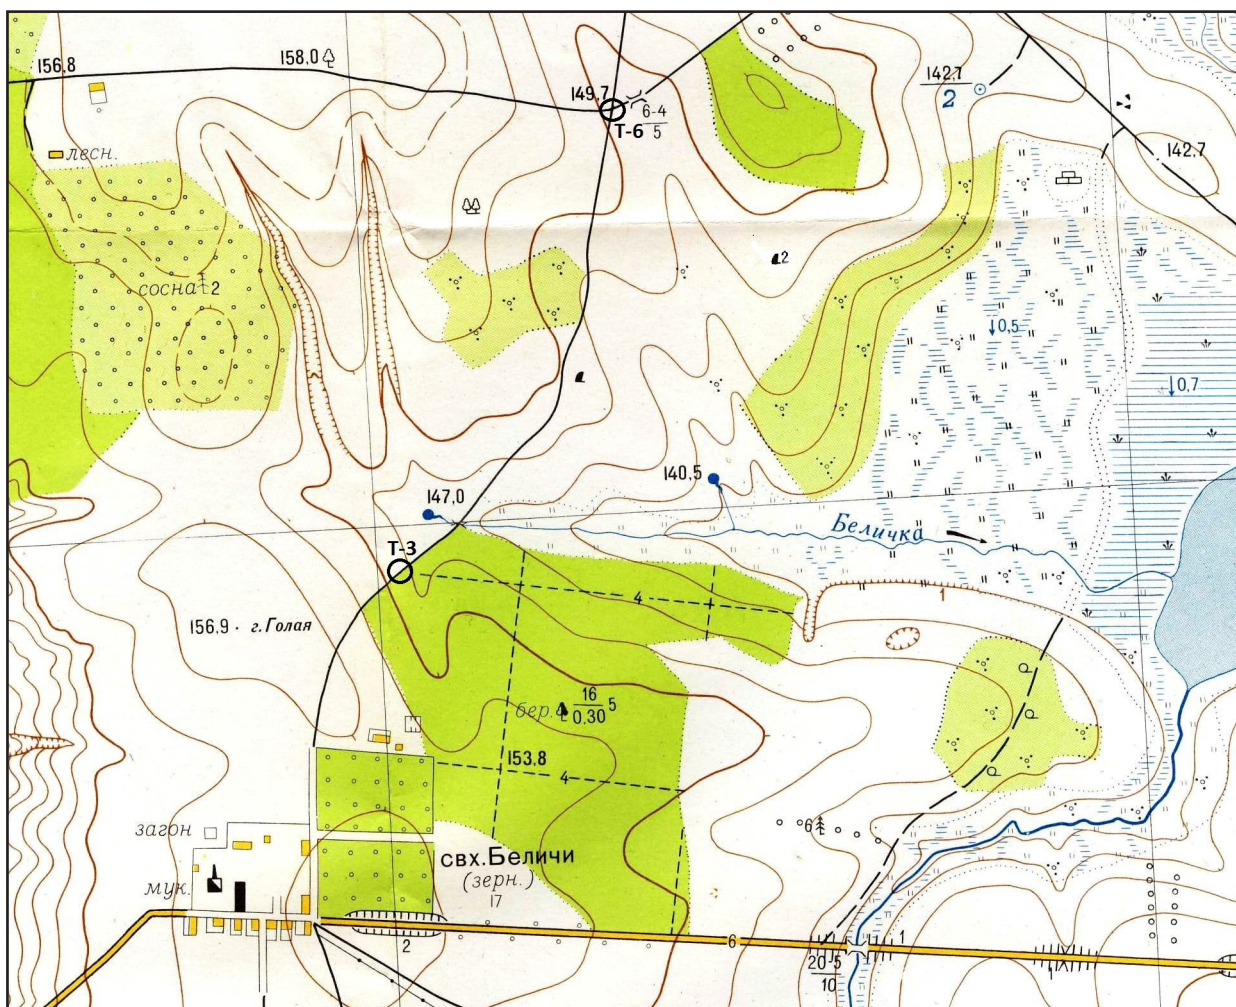 156,8
158,0
149,7
6-4
5
Т-6
142,7
2
лесн.
142,7
2
сосна 2
0,5
0,7
147,0
140,5
Беличка
Т-3
4
1
156,9 · г.Голая
бер.
16
0,30
5
153,8
4
загон
6
свх.Беличи
(зерн.)
17
мук.
2
6
1
20·5
10
1